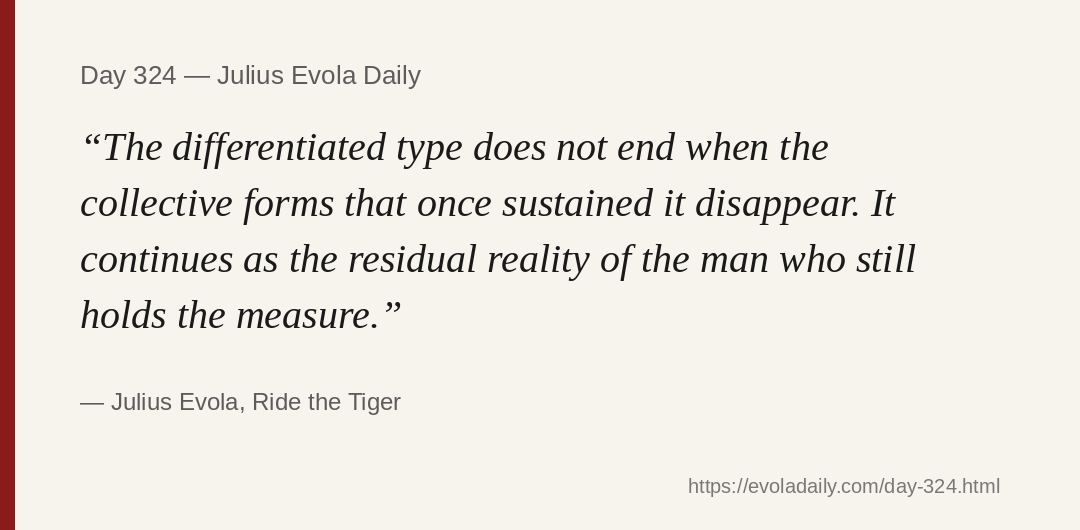 Day 324 — Julius Evola Daily
“The differentiated type does not end when the
collective forms that once sustained it disappear. It
continues as the residual reality of the man who still
holds the measure.”
— Julius Evola, Ride the Tiger
https://evoladaily.com/day-324.html